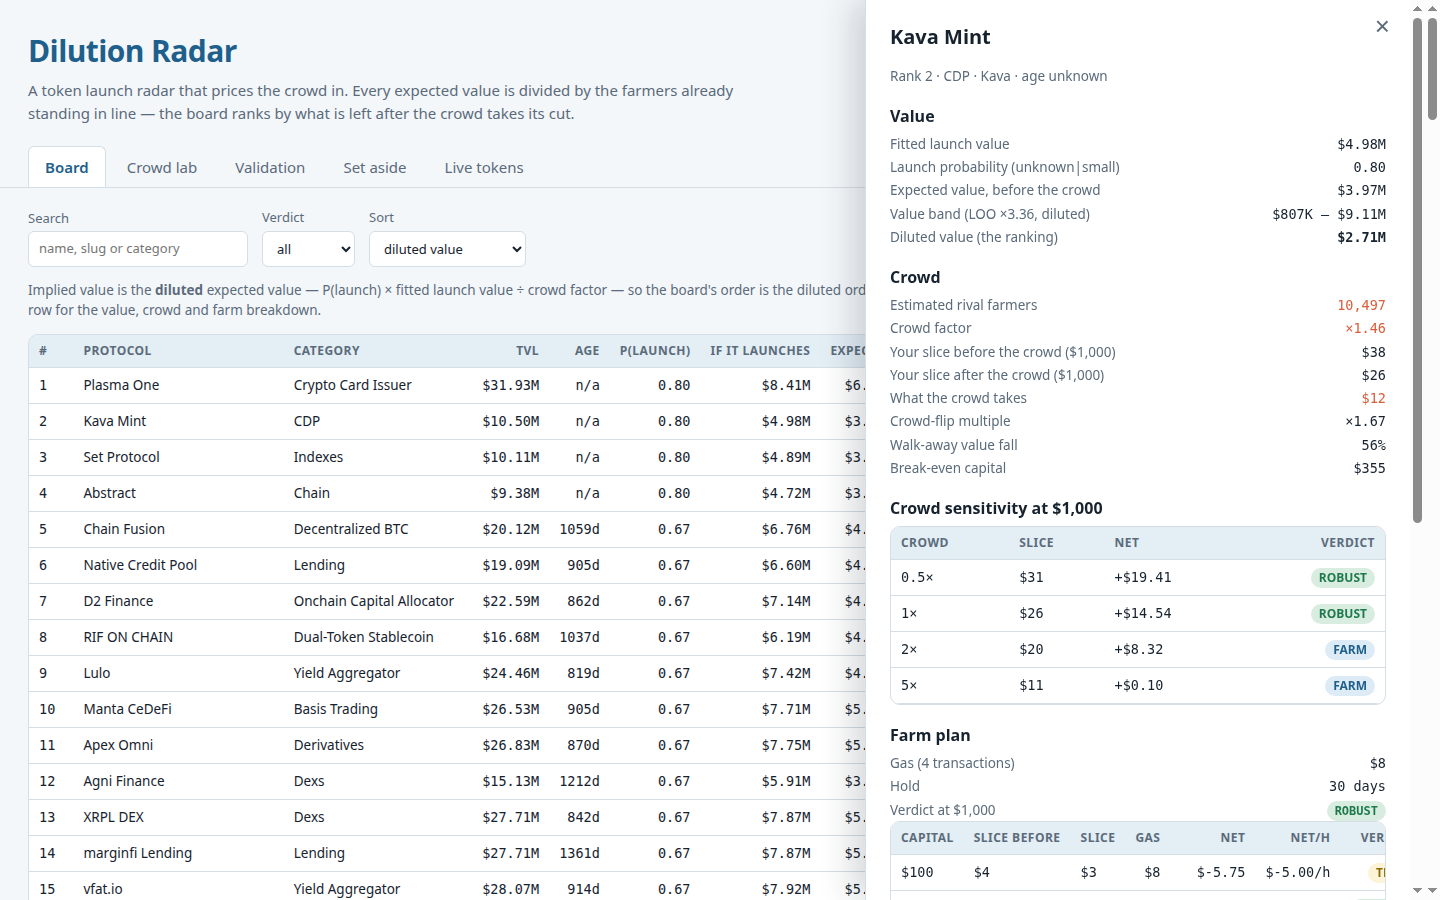 Dilution Radar
A token launch radar that prices the crowd in. Every expected value is divided by the farmers already
standing in line — the board ranks by what is left after the crowd takes its cut.
Board Crowd lab Validation Set aside Live tokens
Search Verdict Sort
name, slug or category all diluted value
Implied value is the diluted expected value — P(launch) × fitted launch value ÷ crowd factor — so the board's order is the diluted ord
row for the value, crowd and farm breakdown.
# PROTOCOL CATEGORY TVL AGE P(LAUNCH) IF IT LAUNCHES EXPEC
1 Plasma One Crypto Card Issuer $31.93M n/a 0.80 $8.41M $6.
2 Kava Mint CDP $10.50M n/a 0.80 $4.98M $3.
3 Set Protocol Indexes $10.11M n/a 0.80 $4.89M $3.
4 Abstract Chain $9.38M n/a 0.80 $4.72M $3.
5 Chain Fusion Decentralized BTC $20.12M 1059d 0.67 $6.76M $4.
6 Native Credit Pool Lending $19.09M 905d 0.67 $6.60M $4.
7 D2 Finance Onchain Capital Allocator $22.59M 862d 0.67 $7.14M $4.
8 RIF ON CHAIN Dual-Token Stablecoin $16.68M 1037d 0.67 $6.19M $4.
9 Lulo Yield Aggregator $24.46M 819d 0.67 $7.42M $4.
10 Manta CeDeFi Basis Trading $26.53M 905d 0.67 $7.71M $5.
11 Apex Omni Derivatives $26.83M 870d 0.67 $7.75M $5.
12 Agni Finance Dexs $15.13M 1212d 0.67 $5.91M $3.
13 XRPL DEX Dexs $27.71M 842d 0.67 $7.87M $5.
14 marginfi Lending Lending $27.71M 1361d 0.67 $7.87M $5.
15 vfat.io Yield Aggregator $28.07M 914d 0.67 $7.92M $5.
Kava Mint ✕
Rank 2 · CDP · Kava · age unknown
Value
Fitted launch value $4.98M
Launch probability (unknown|small) 0.80
Expected value, before the crowd $3.97M
Value band (LOO ×3.36, diluted) $807K — $9.11M
Diluted value (the ranking) $2.71M
Crowd
Estimated rival farmers 10,497
Crowd factor ×1.46
Your slice before the crowd ($1,000) $38
Your slice after the crowd ($1,000) $26
What the crowd takes $12
Crowd-flip multiple ×1.67
Walk-away value fall 56%
Break-even capital $355
Crowd sensitivity at $1,000
CROWD SLICE NET VERDICT
0.5× $31 +$19.41 ROBUST
1× $26 +$14.54 ROBUST
2× $20 +$8.32 FARM
5× $11 +$0.10 FARM
Farm plan
Gas (4 transactions) $8
Hold 30 days
Verdict at $1,000 ROBUST
CAPITAL SLICE BEFORE SLICE GAS NET NET/H VER
$100 $4 $3 $8 $-5.75 $-5.00/h